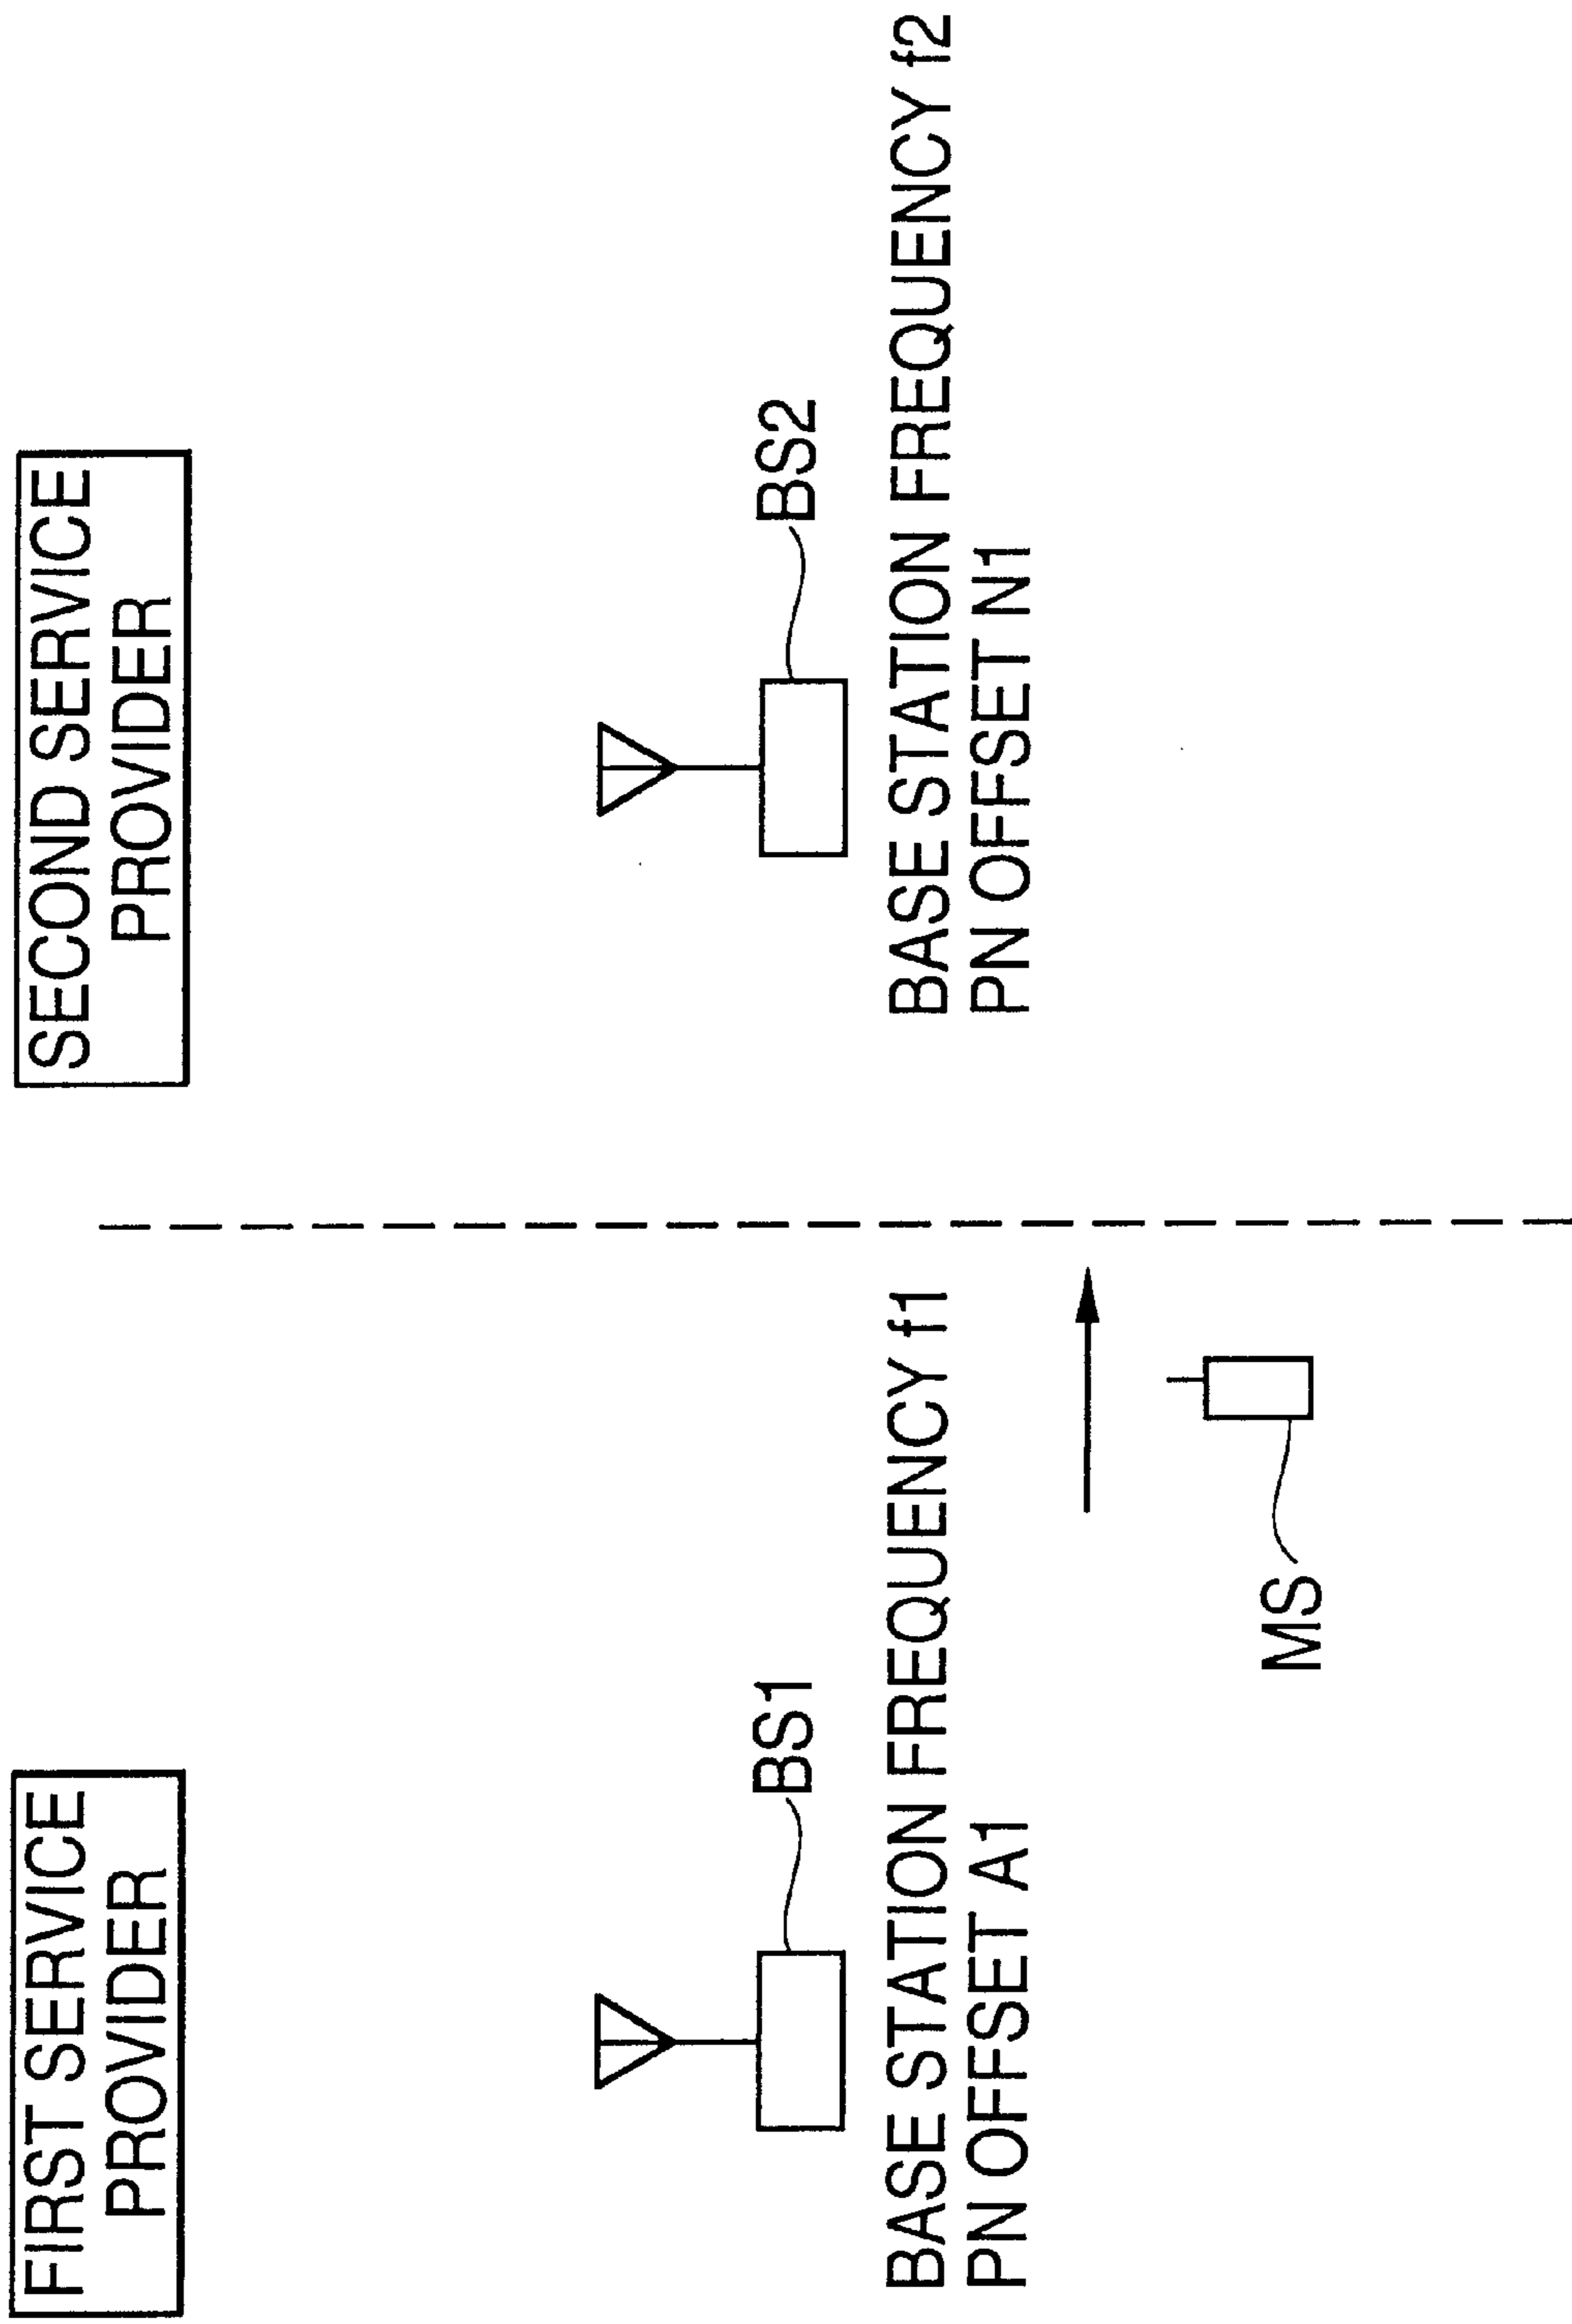 FIRST SERVICE
PROVIDER
SECOND SERVICE
PROVIDER
BS1
BASE STATION FREQUENCY f1
PN OFFSET A1
BS2
BASE STATION FREQUENCY f2
PN OFFSET N1
MS